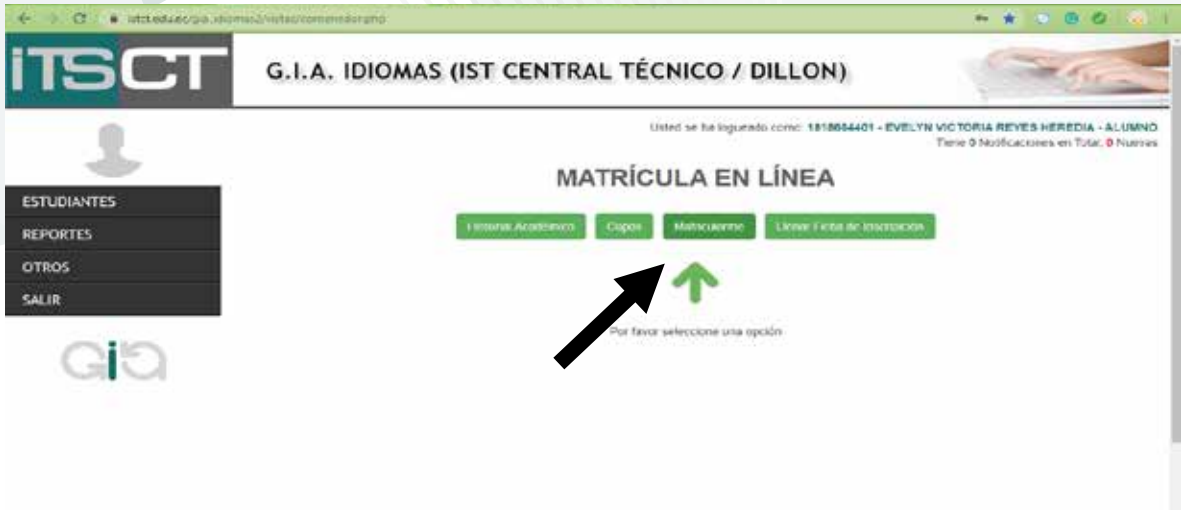 iTSCT
G.I.A. IDIOMAS (IST CENTRAL TÉCNICO / DILLON)
Usted se ha logueado como: - EVELYN VICTORIA REYES HEREDIA - ALUMNO
Tiene 0 Notificaciones en Total, 0 Nuevas
ESTUDIANTES
REPORTES
OTROS
SALIR
GiA
MATRÍCULA EN LÍNEA
Historial Académico Cupos Matricularme Llenar Ficha de Inscripción
Por favor seleccione una opción